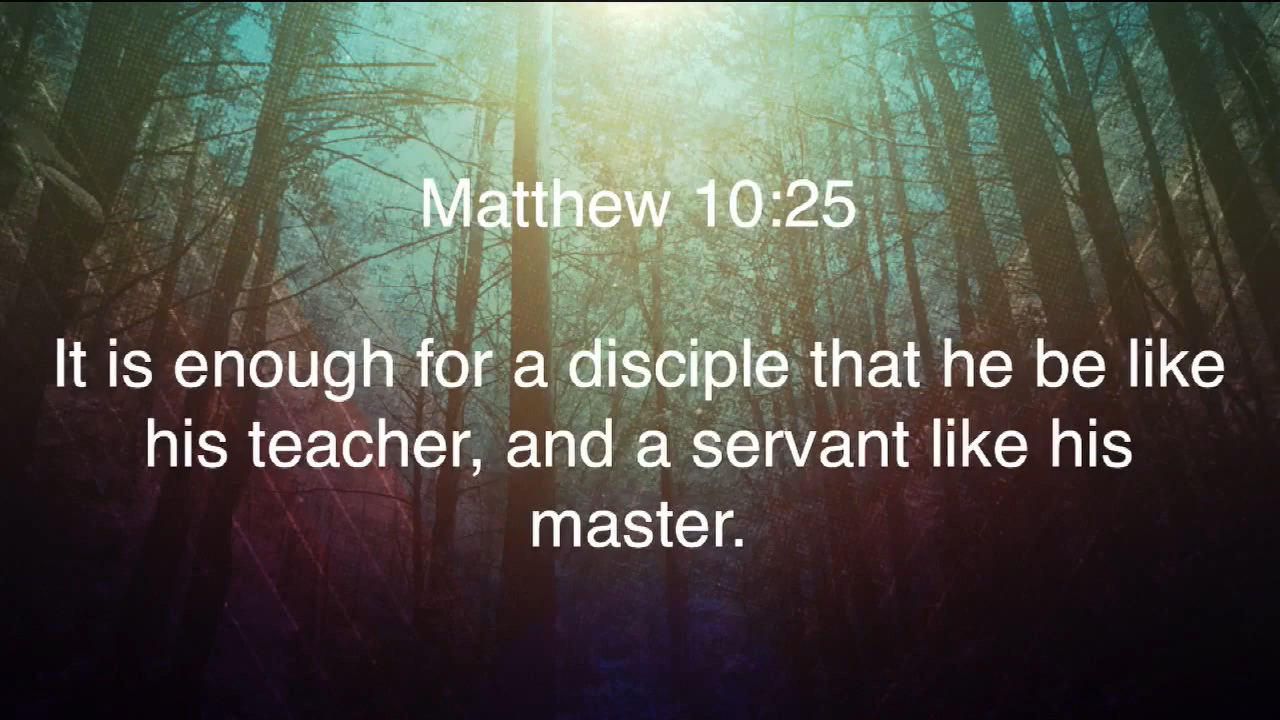 Matthew 10:25
It is enough for a disciple that he be like
his teacher, and a servant like his
master.